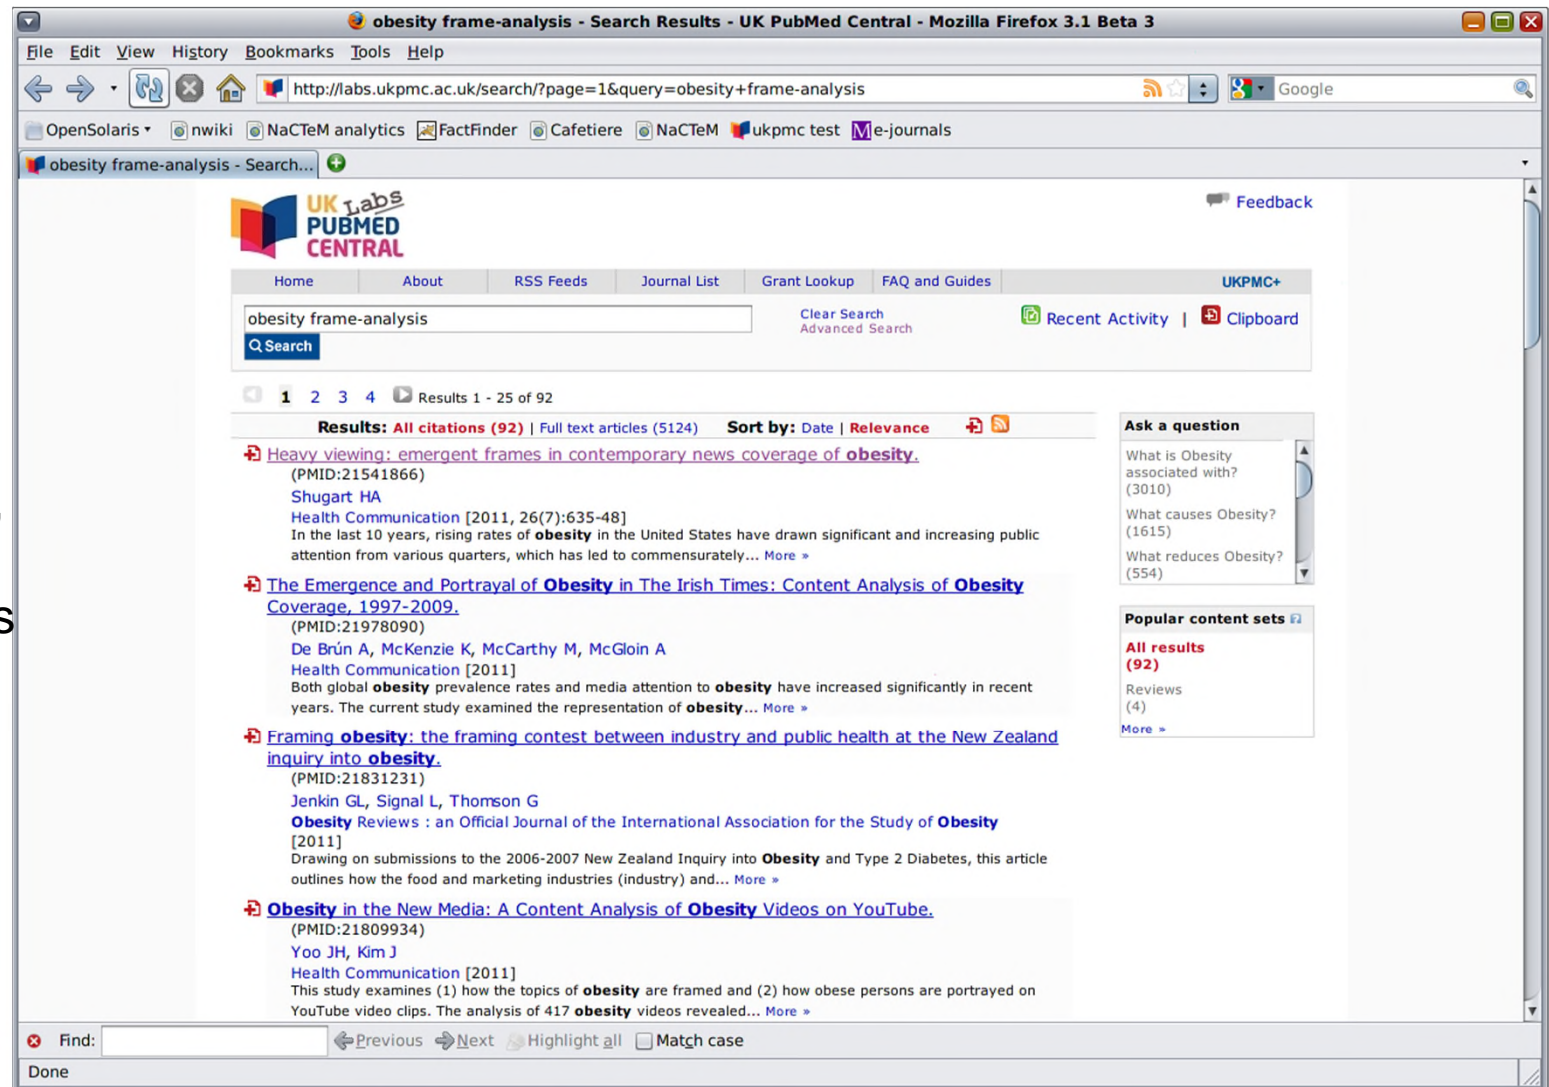 obesity frame-analysis - Search Results - UK PubMed Central - Mozilla Firefox 3.1 Beta 3
File Edit View History Bookmarks Tools Help
http://labs.ukpmc.ac.uk/search/?page=1&query=obesity+frame-analysis
Google
OpenSolaris nwiki NaCTeM analytics FactFinder Cafetiere NaCTeM ukpmc test e-journals
obesity frame-analysis - Search...
UK Labs
PUBMED
CENTRAL
Feedback
Home About RSS Feeds Journal List Grant Lookup FAQ and Guides UKPMC+
obesity frame-analysis
Clear Search
Advanced Search
Recent Activity | Clipboard
Search
1 2 3 4 Results 1 - 25 of 92
Results: All citations (92) | Full text articles (5124) Sort by: Date | Relevance
Heavy viewing: emergent frames in contemporary news coverage of obesity.
(PMID:21541866)
Shugart HA
Health Communication [2011, 26(7):635-48]
In the last 10 years, rising rates of obesity in the United States have drawn significant and increasing public
attention from various quarters, which has led to commensurately... More »
The Emergence and Portrayal of Obesity in The Irish Times: Content Analysis of Obesity
Coverage, 1997-2009.
(PMID:21978090)
De Brún A, McKenzie K, McCarthy M, McGloin A
Health Communication [2011]
Both global obesity prevalence rates and media attention to obesity have increased significantly in recent
years. The current study examined the representation of obesity... More »
Framing obesity: the framing contest between industry and public health at the New Zealand
inquiry into obesity.
(PMID:21831231)
Jenkin GL, Signal L, Thomson G
Obesity Reviews : an Official Journal of the International Association for the Study of Obesity
[2011]
Drawing on submissions to the 2006-2007 New Zealand Inquiry into Obesity and Type 2 Diabetes, this article
outlines how the food and marketing industries (industry) and... More »
Obesity in the New Media: A Content Analysis of Obesity Videos on YouTube.
(PMID:21809934)
Yoo JH, Kim J
Health Communication [2011]
This study examines (1) how the topics of obesity are framed and (2) how obese persons are portrayed on
YouTube video clips. The analysis of 417 obesity videos revealed... More »
Ask a question
What is Obesity
associated with?
(3010)
What causes Obesity?
(1615)
What reduces Obesity?
(554)
Popular content sets
All results
(92)
Reviews
(4)
More »
s
Find: Previous Next Highlight all Match case
Done